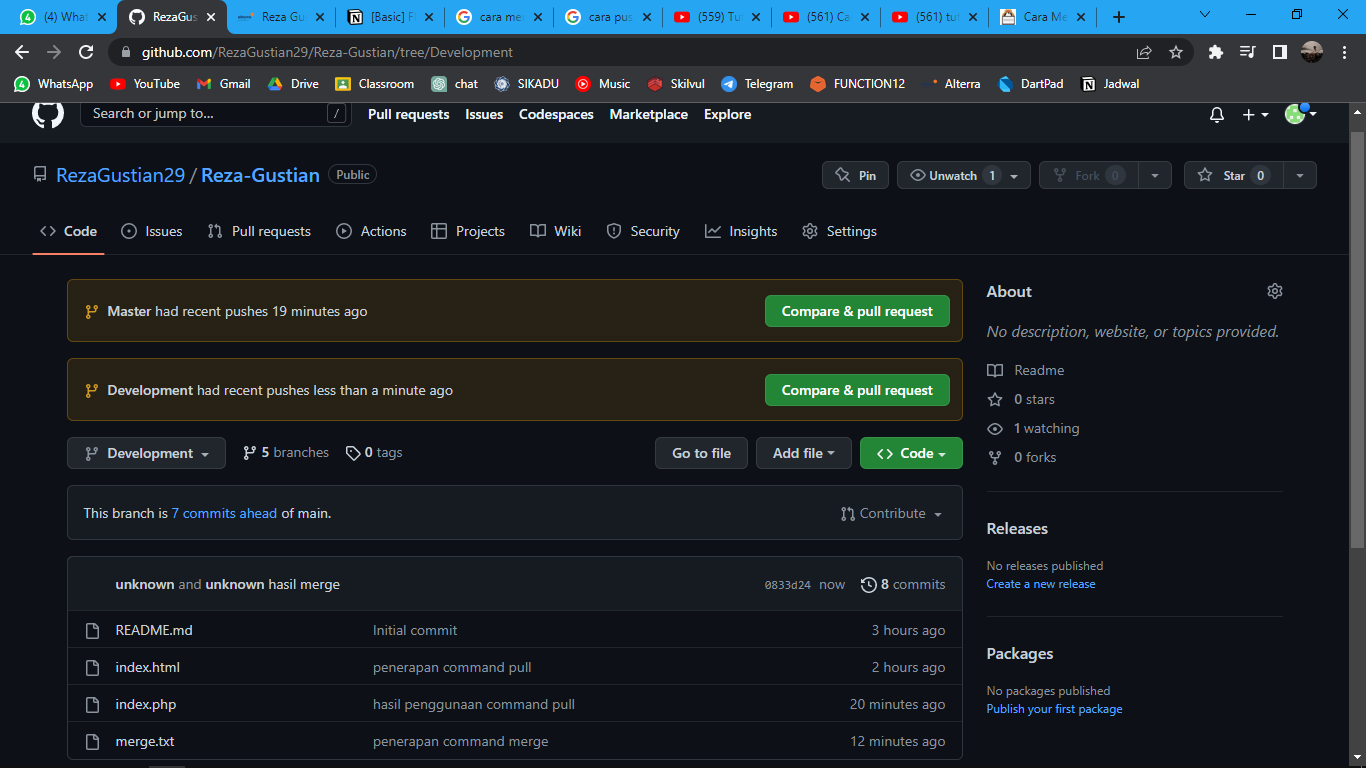 (4) What
RezaGus
Reza Gu
[Basic] Fi
cara me
cara pus
(559) Tu
(561) Ca
(561) tut
Cara Me
github.com/RezaGustian29/Reza-Gustian/tree/Development
WhatsApp
YouTube
Gmail
Drive
Classroom
chat
SIKADU
Music
Skilvul
Telegram
FUNCTION12
Alterra
DartPad
Jadwal
Search or jump to... /
Pull requests
Issues
Codespaces
Marketplace
Explore
RezaGustian29 / Reza-Gustian Public
Pin
Unwatch 1
Fork 0
Star 0
Code
Issues
Pull requests
Actions
Projects
Wiki
Security
Insights
Settings
Master had recent pushes 19 minutes ago
Compare & pull request
Development had recent pushes less than a minute ago
Compare & pull request
Development
5 branches
0 tags
Go to file
Add file
Code
This branch is 7 commits ahead of main.
Contribute
unknown and unknown hasil merge
0833d24 now
8 commits
README.md Initial commit 3 hours ago
index.html penerapan command pull 2 hours ago
index.php hasil penggunaan command pull 20 minutes ago
merge.txt penerapan command merge 12 minutes ago
About
No description, website, or topics provided.
Readme
0 stars
1 watching
0 forks
Releases
No releases published
Create a new release
Packages
No packages published
Publish your first package